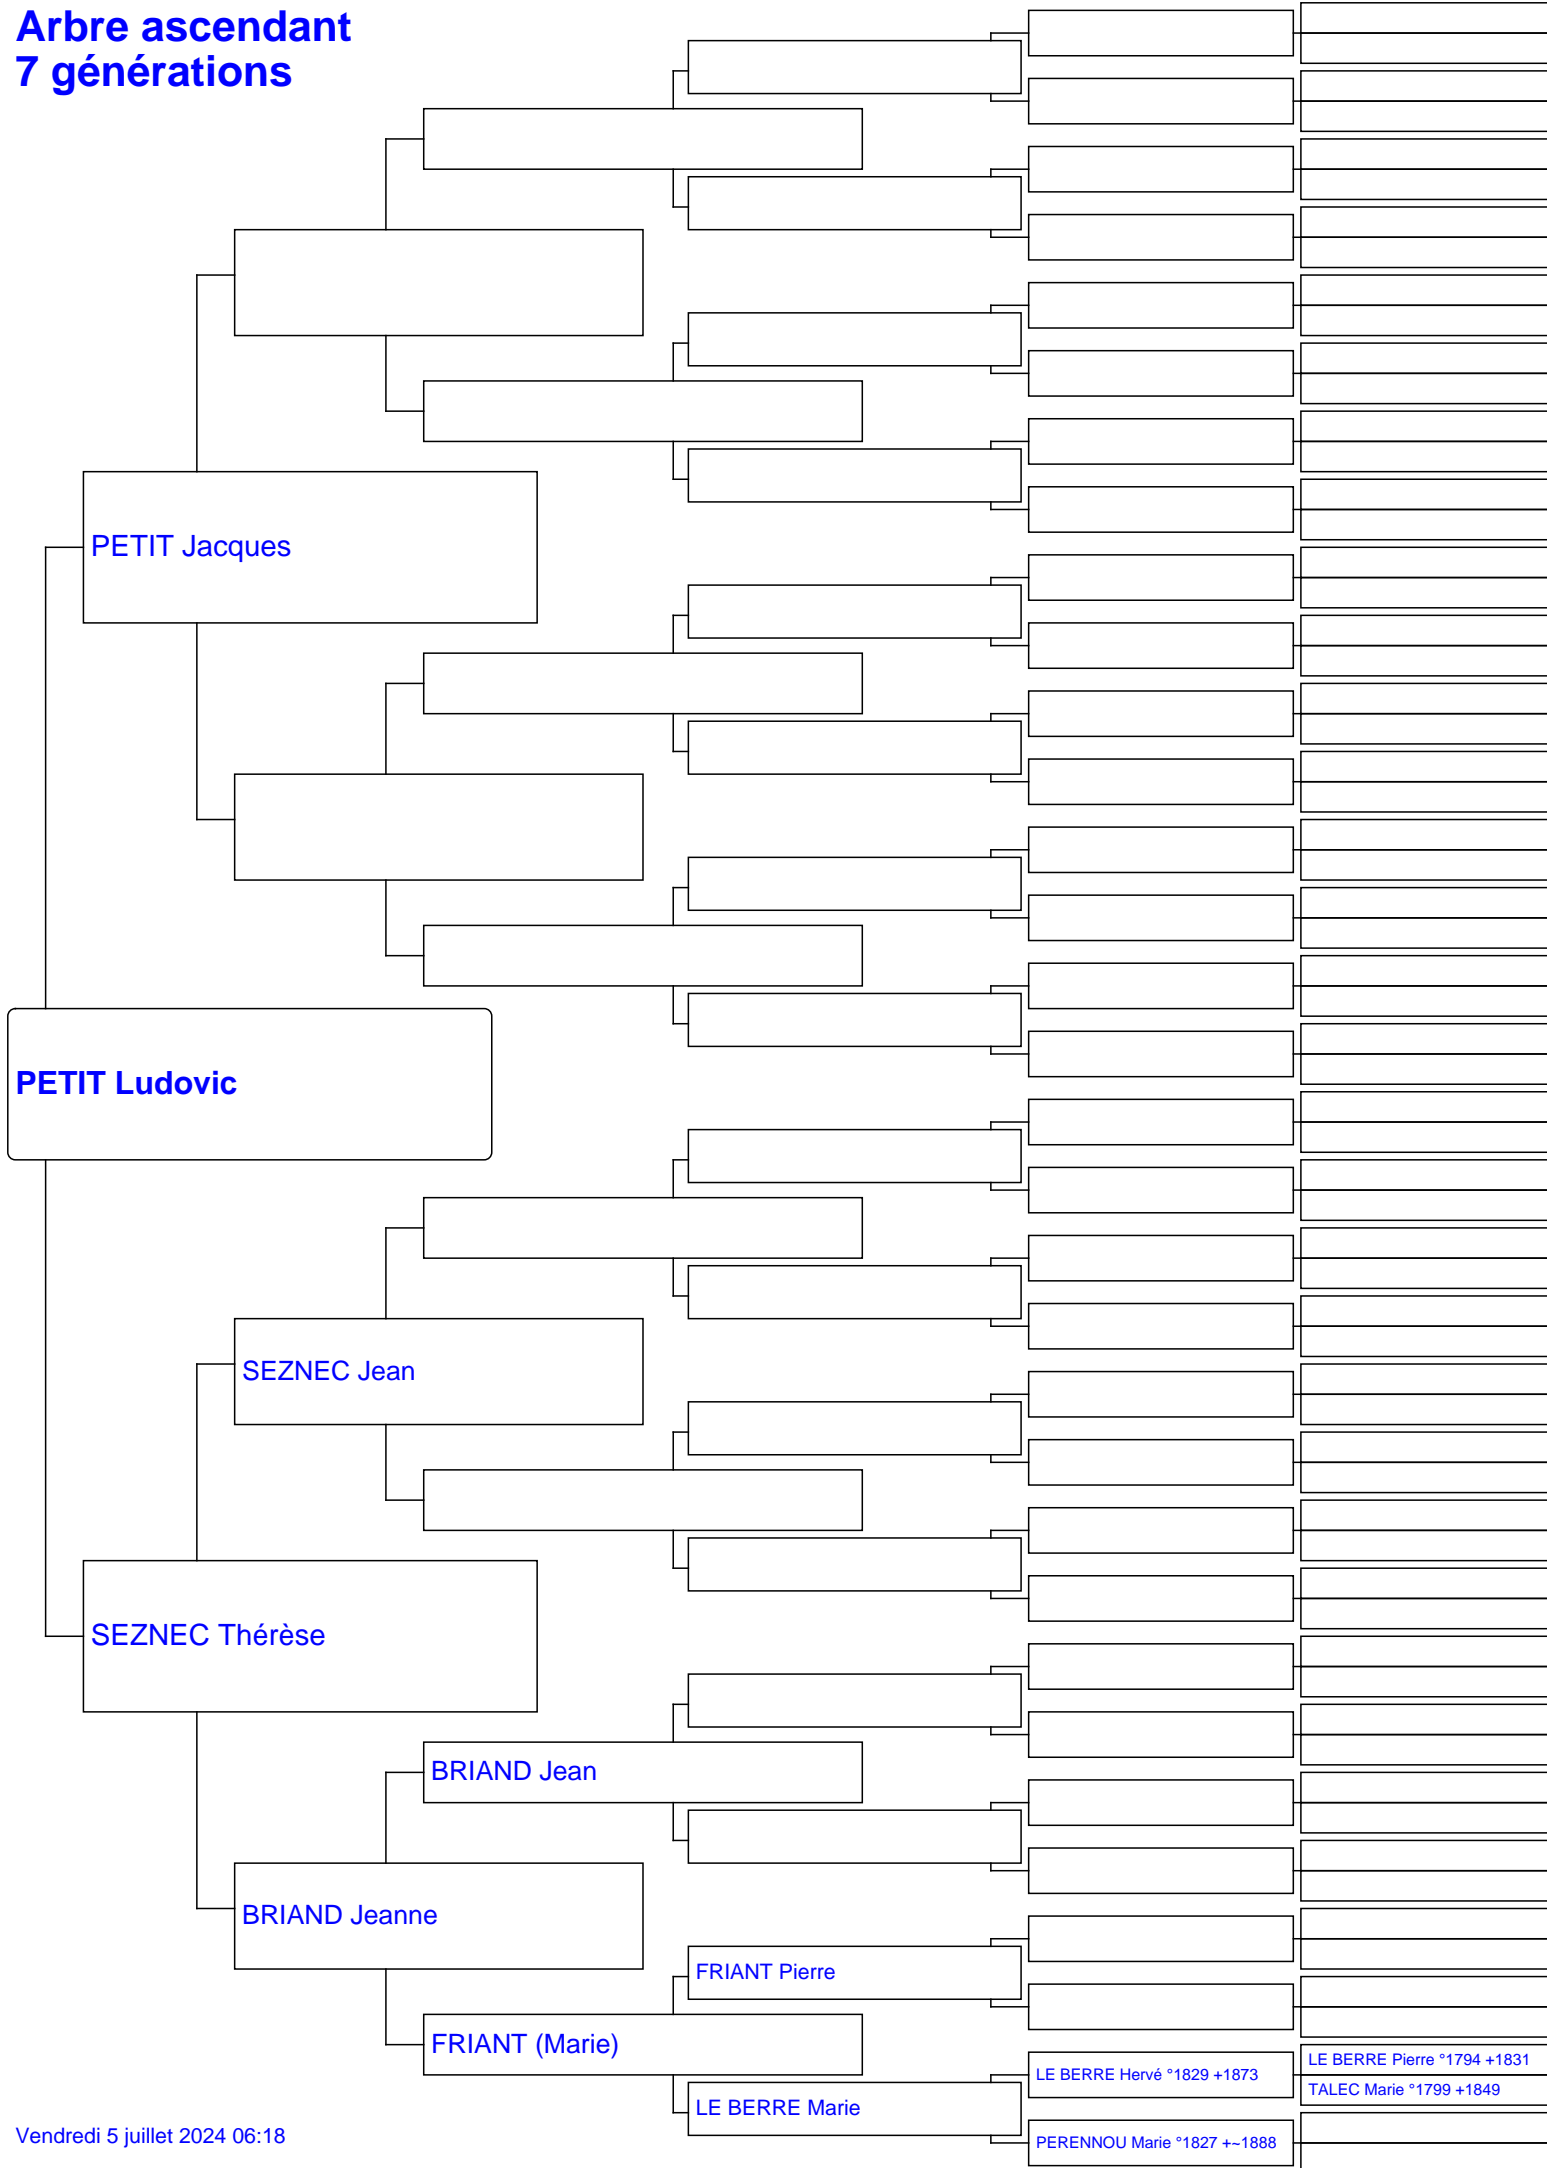 Arbre ascendant
7 générations
PETIT Jacques
PETIT Ludovic
SEZNEC Jean
SEZNEC Thérèse
BRIAND Jean
BRIAND Jeanne
FRIANT Pierre
FRIANT (Marie)
LE BERRE Pierre °1794 +1831
LE BERRE Hervé °1829 +1873
TALEC Marie °1799 +1849
LE BERRE Marie
PERENNOU Marie °1827 +~1888
Vendredi 5 juillet 2024 06:18